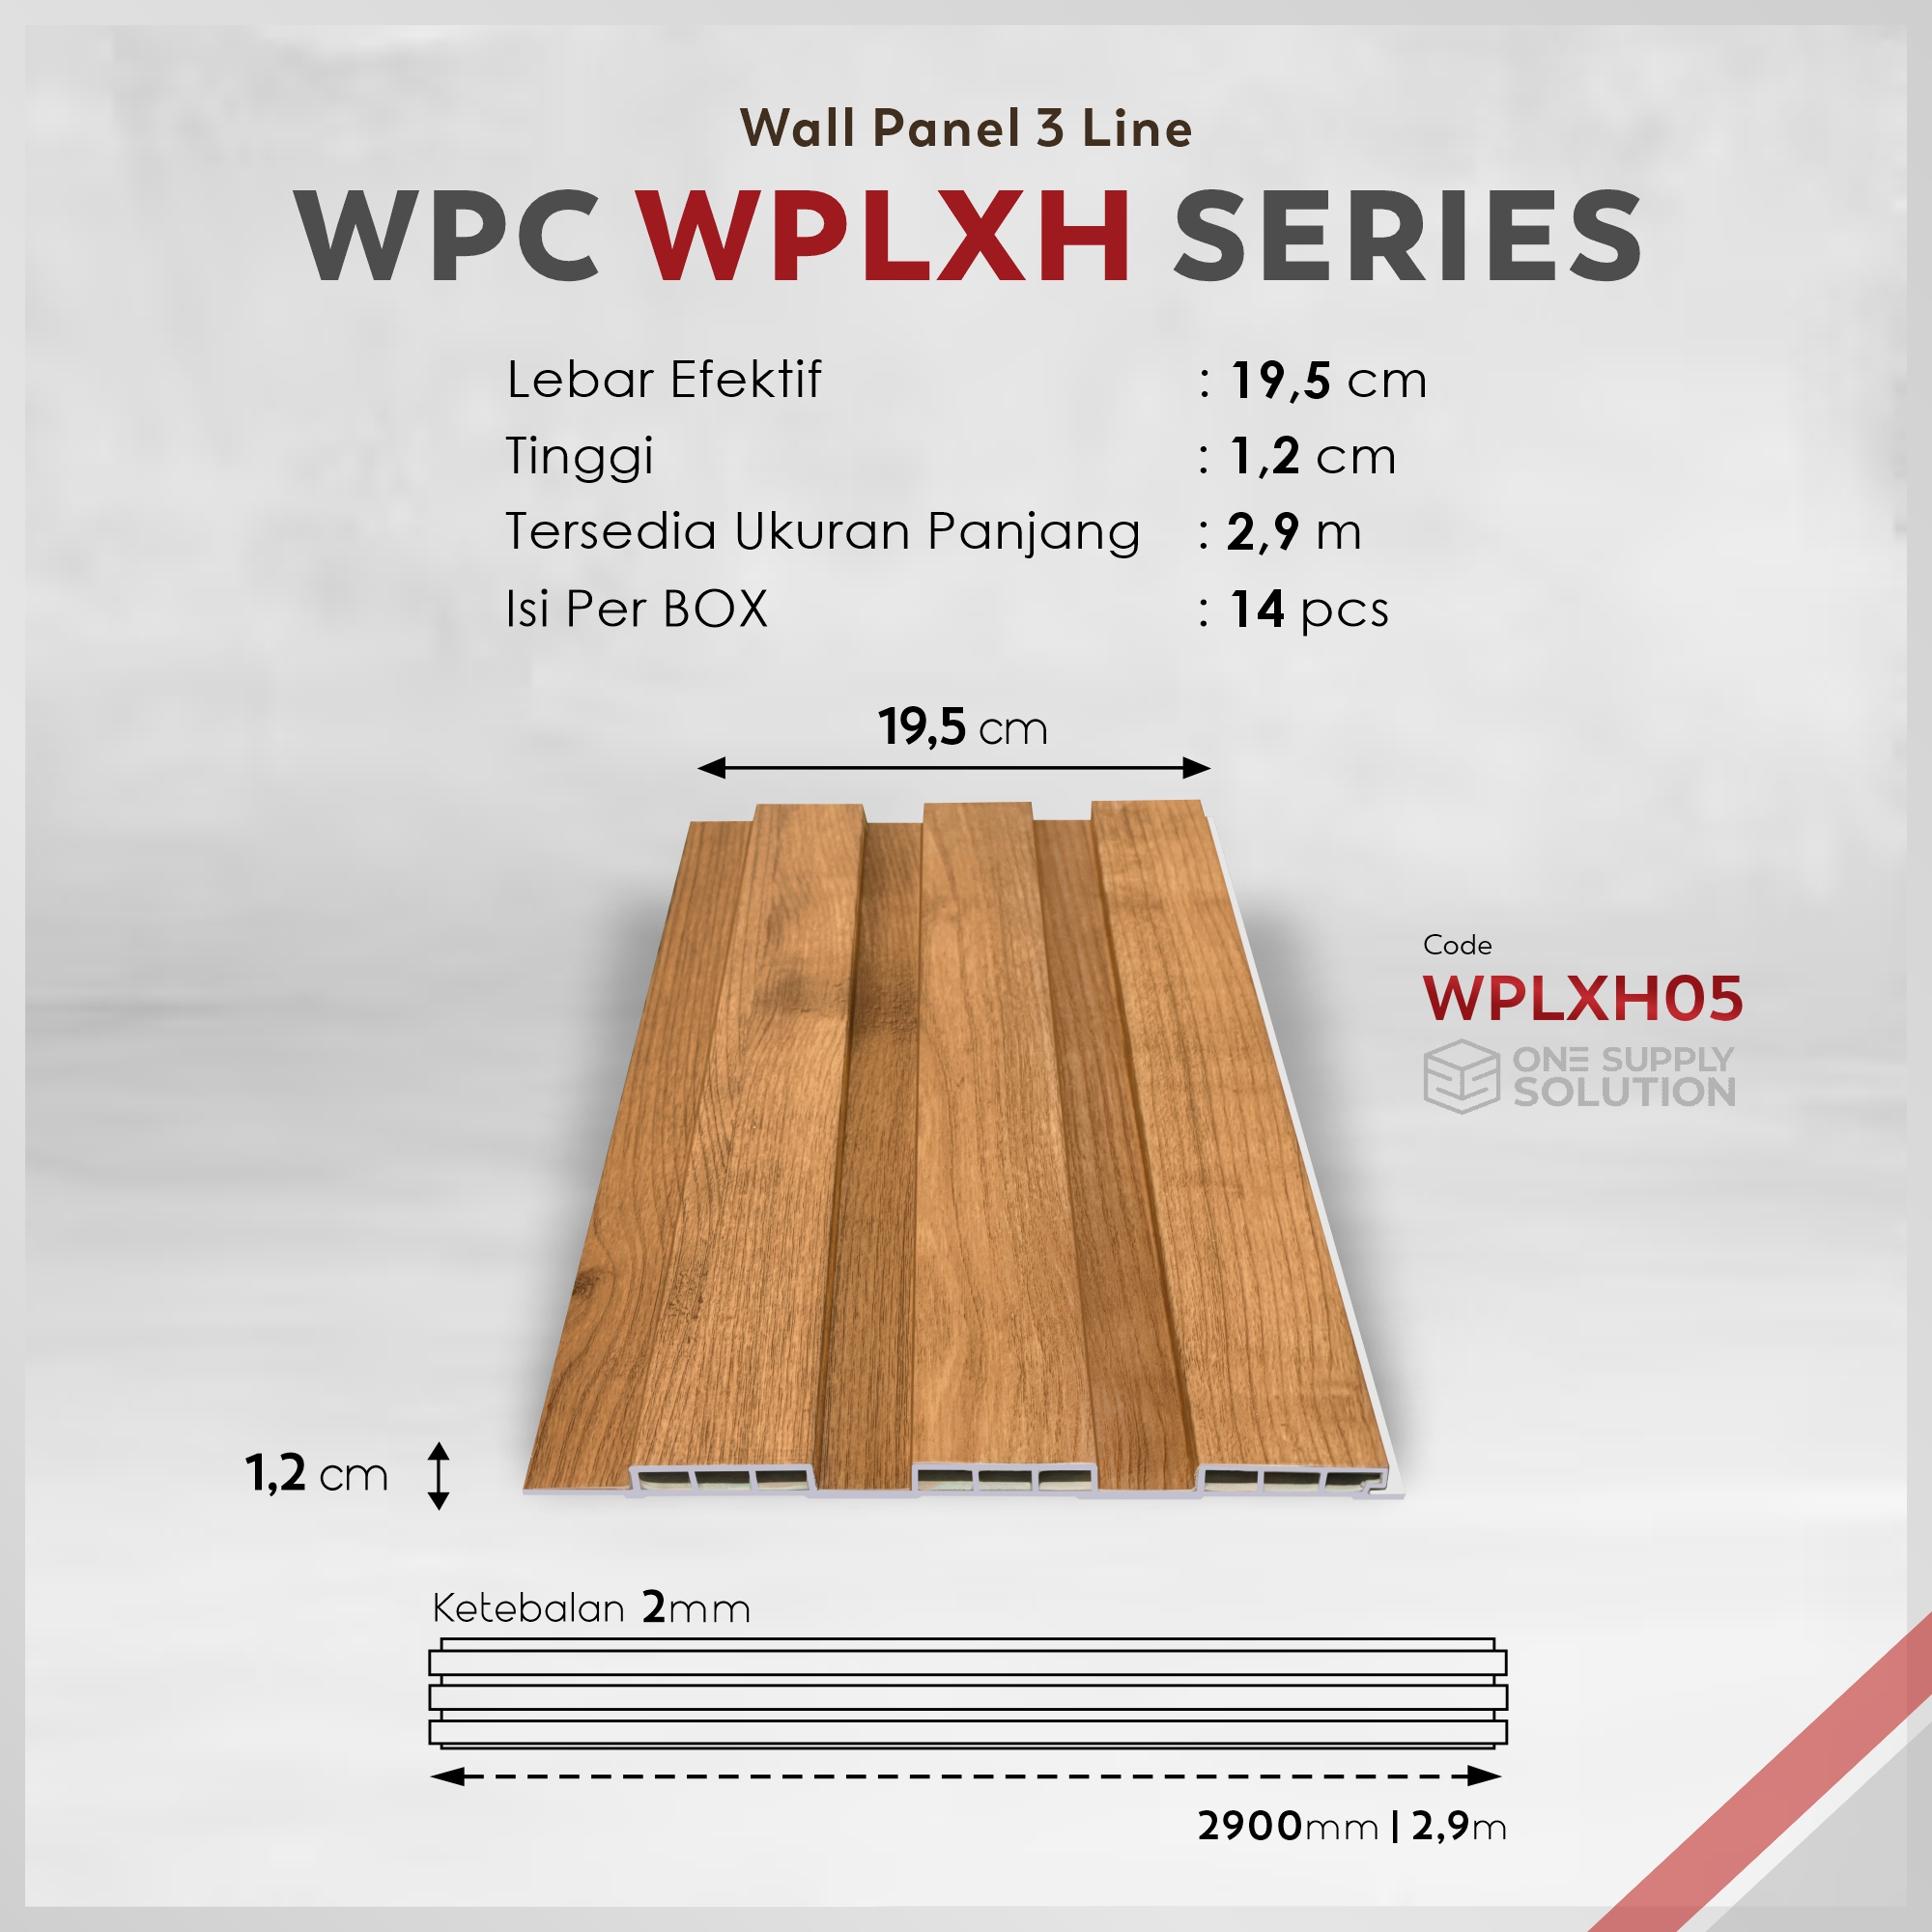 Wall Panel 3 Line
WPC WPLXH SERIES
Lebar Efektif : 19,5 cm
Tinggi : 1,2 cm
Tersedia Ukuran Panjang : 2,9 m
Isi Per BOX : 14 pcs
19,5 cm
Code
WPLXH05
ONE SUPPLY
SOLUTION
1,2 cm
Ketebalan 2mm
2900mm | 2,9m